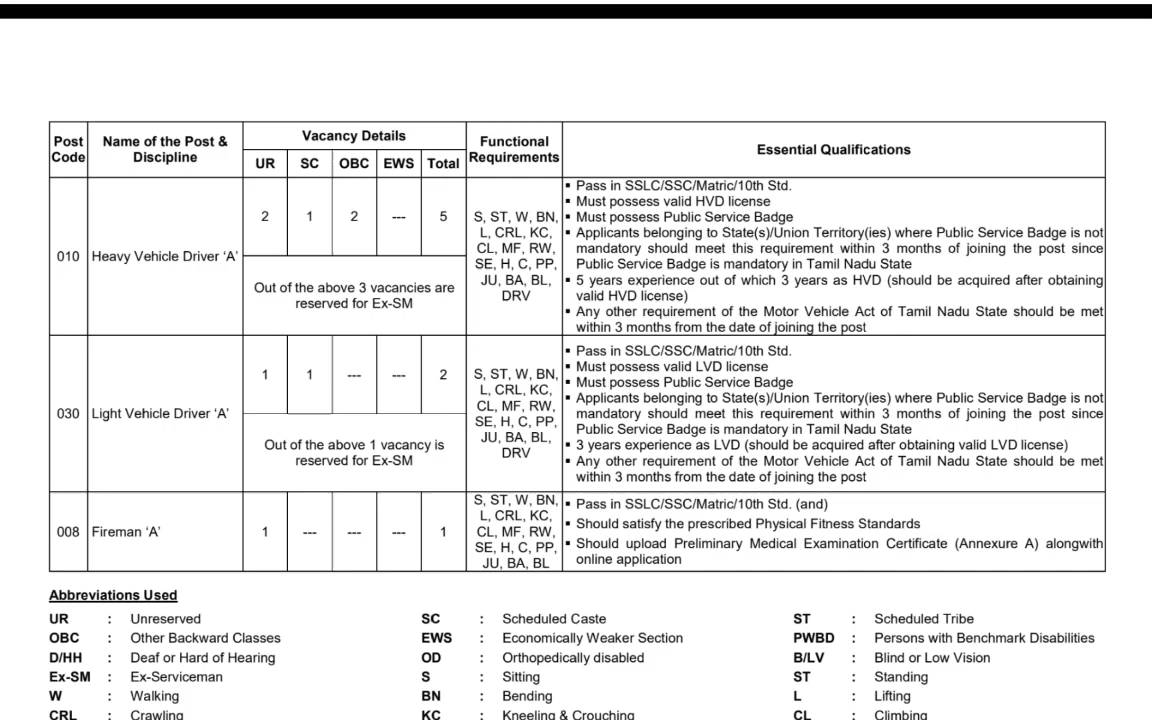 Post Code
Name of the Post & Discipline
Vacancy Details
Functional Requirements
Essential Qualifications
UR SC OBC EWS Total
010
Heavy Vehicle Driver ‘A’
2 1 2 --- 5
Out of the above 3 vacancies are
reserved for Ex-SM
S, ST, W, BN,
L, CRL, KC,
CL, MF, RW,
SE, H, C, PP,
JU, BA, BL,
DRV
▪ Pass in SSLC/SSC/Matric/10th Std.
▪ Must possess valid HVD license
▪ Must possess Public Service Badge
▪ Applicants belonging to State(s)/Union Territory(ies) where Public Service Badge is not
mandatory should meet this requirement within 3 months of joining the post since
Public Service Badge is mandatory in Tamil Nadu State
▪ 5 years experience out of which 3 years as HVD (should be acquired after obtaining
valid HVD license)
▪ Any other requirement of the Motor Vehicle Act of Tamil Nadu State should be met
within 3 months from the date of joining the post
030
Light Vehicle Driver ‘A’
1 1 --- --- 2
Out of the above 1 vacancy is
reserved for Ex-SM
S, ST, W, BN,
L, CRL, KC,
CL, MF, RW,
SE, H, C, PP,
JU, BA, BL,
DRV
▪ Pass in SSLC/SSC/Matric/10th Std.
▪ Must possess valid LVD license
▪ Must possess Public Service Badge
▪ Applicants belonging to State(s)/Union Territory(ies) where Public Service Badge is not
mandatory should meet this requirement within 3 months of joining the post since
Public Service Badge is mandatory in Tamil Nadu State
▪ 3 years experience as LVD (should be acquired after obtaining valid LVD license)
▪ Any other requirement of the Motor Vehicle Act of Tamil Nadu State should be met
within 3 months from the date of joining the post
008
Fireman ‘A’
1 --- --- --- 1
S, ST, W, BN,
L, CRL, KC,
CL, MF, RW,
SE, H, C, PP,
JU, BA, BL
▪ Pass in SSLC/SSC/Matric/10th Std. (and)
▪ Should satisfy the prescribed Physical Fitness Standards
▪ Should upload Preliminary Medical Examination Certificate (Annexure A) alongwith
online application
Abbreviations Used
UR : Unreserved SC : Scheduled Caste ST : Scheduled Tribe
OBC : Other Backward Classes EWS : Economically Weaker Section PWBD : Persons with Benchmark Disabilities
D/HH : Deaf or Hard of Hearing OD : Orthopedically disabled B/LV : Blind or Low Vision
Ex-SM : Ex-Serviceman S : Sitting ST : Standing
W : Walking BN : Bending L : Lifting
CRL : Crawling KC : Kneeling & Crouching CL : Climbing